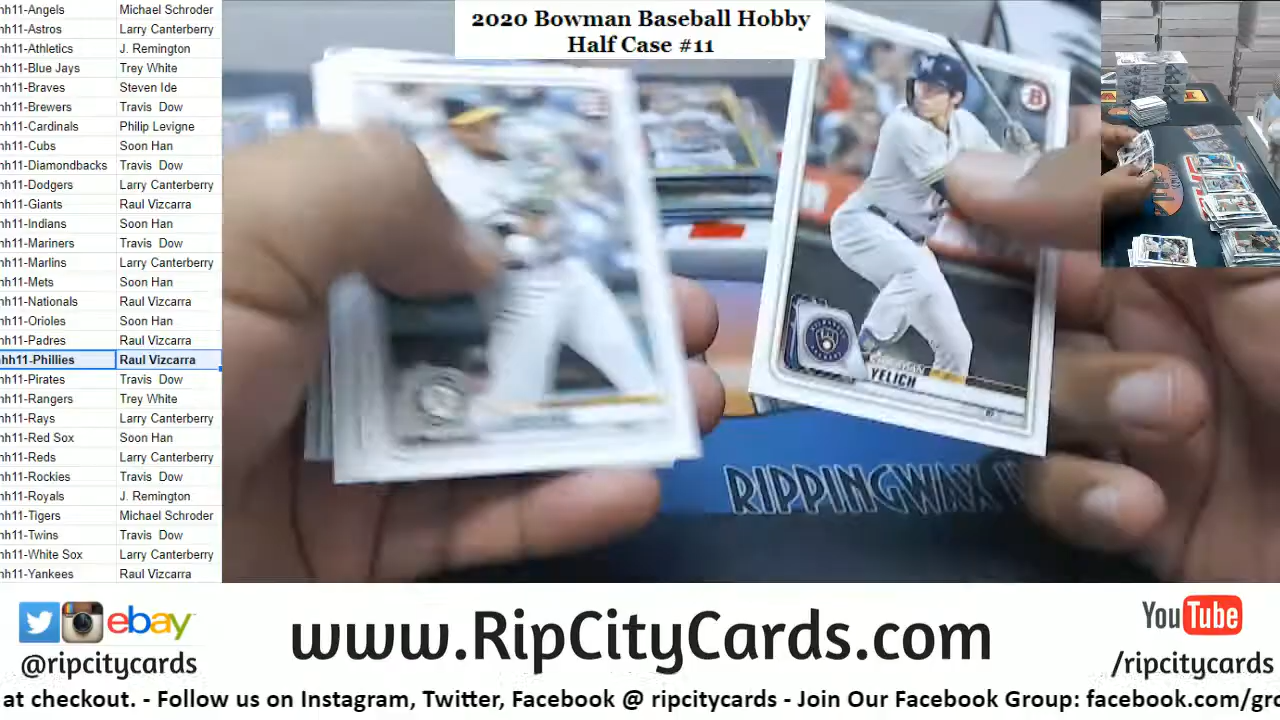 2020 Bowman Baseball Hobby
Half Case #11
hh11-Angels Michael Schroder
hh11-Astros Larry Canterberry
hh11-Athletics J. Remington
hh11-Blue Jays Trey White
hh11-Braves Steven Ide
hh11-Brewers Travis Dow
hh11-Cardinals Philip Levigne
hh11-Cubs Soon Han
hh11-Diamondbacks Travis Dow
hh11-Dodgers Larry Canterberry
hh11-Giants Raul Vizcarra
hh11-Indians Soon Han
hh11-Mariners Travis Dow
hh11-Marlins Larry Canterberry
hh11-Mets Soon Han
hh11-Nationals Raul Vizcarra
hh11-Orioles Soon Han
hh11-Padres Raul Vizcarra
hh11-Phillies Raul Vizcarra
hh11-Pirates Travis Dow
hh11-Rangers Trey White
hh11-Rays Larry Canterberry
hh11-Red Sox Soon Han
hh11-Reds Larry Canterberry
hh11-Rockies Travis Dow
hh11-Royals J. Remington
hh11-Tigers Michael Schroder
hh11-Twins Travis Dow
hh11-White Sox Larry Canterberry
hh11-Yankees Raul Vizcarra
YELICH
RIPPINGWAX
ebay
@ripcitycards
www.RipCityCards.com
YouTube
/ripcitycards
at checkout. - Follow us on Instagram, Twitter, Facebook @ ripcitycards - Join Our Facebook Group: facebook.com/gro